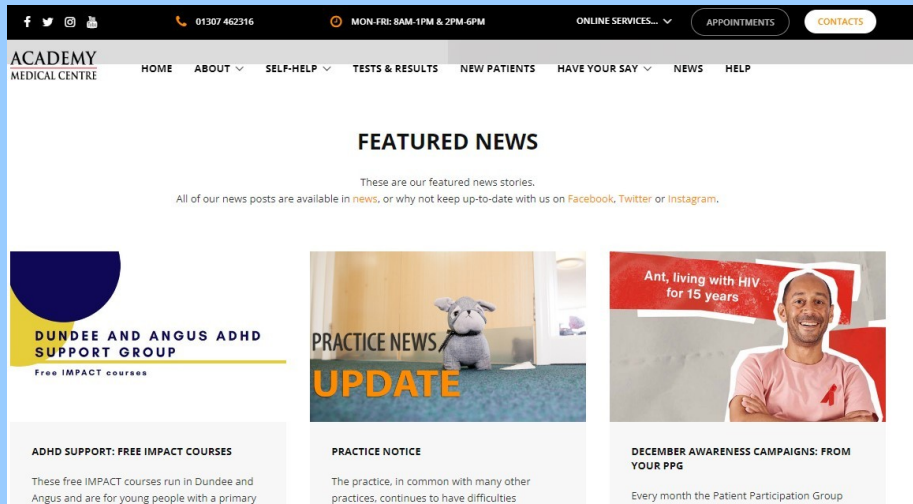 01307 462316
MON-FRI: 8AM-1PM & 2PM-6PM
ONLINE SERVICES...
APPOINTMENTS
CONTACTS
ACADEMY
MEDICAL CENTRE
HOME
ABOUT
SELF-HELP
TESTS & RESULTS
NEW PATIENTS
HAVE YOUR SAY
NEWS
HELP
FEATURED NEWS
These are our featured news stories.
All of our news posts are available in news, or why not keep up-to-date with us on Facebook, Twitter or Instagram.
DUNDEE AND ANGUS ADHD
SUPPORT GROUP
Free IMPACT courses
PRACTICE NEWS
UPDATE
Ant, living with HIV
for 15 years
ADHD SUPPORT: FREE IMPACT COURSES
These free IMPACT courses run in Dundee and
Angus and are for young people with a primary
PRACTICE NOTICE
The practice, in common with many other
practices, continues to have difficulties
DECEMBER AWARENESS CAMPAIGNS: FROM
YOUR PPG
Every month the Patient Participation Group